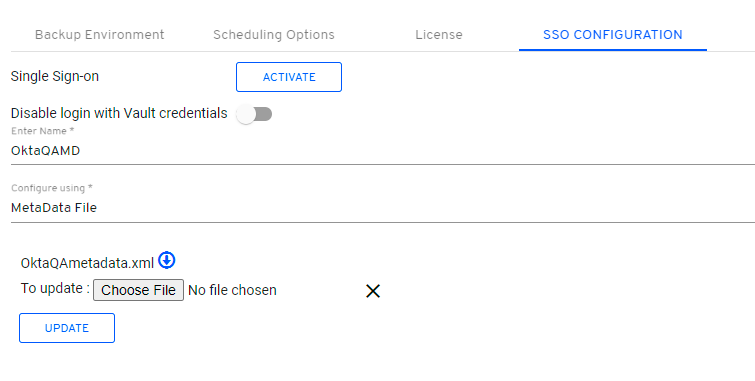 Backup Environment Scheduling Options License SSO CONFIGURATION
Single Sign-on ACTIVATE
Disable login with Vault credentials
Enter Name *
OktaQAMD
Configure using *
MetaData File
OktaQAmetadata.xml
To update : Choose File No file chosen
UPDATE